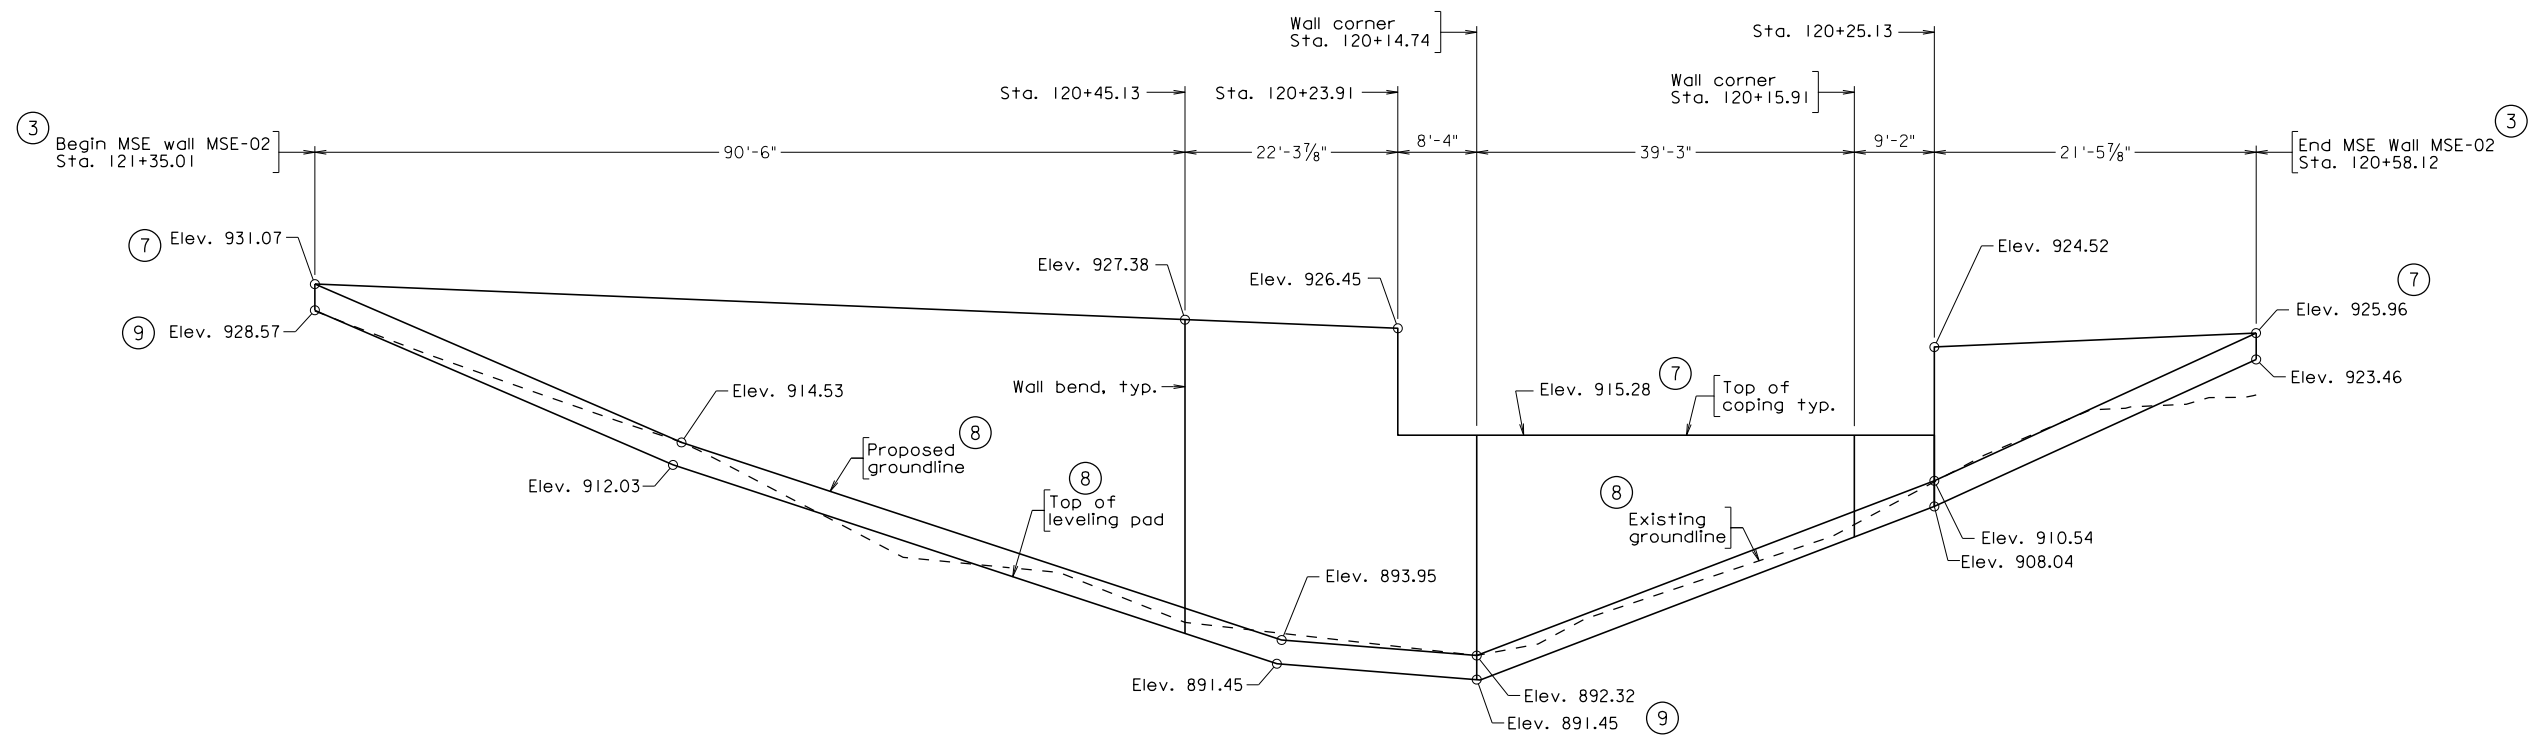 Wall corner
Sta. 120+14.74
Sta. 120+25.13
Wall corner
Sta. 120+15.91
Sta. 120+45.13
Sta. 120+23.91
3
Begin MSE wall MSE-02
Sta. 121+35.01
90'-6"
22'-3⅞"
8'-4"
39'-3"
9'-2"
21'-5⅞"
3
End MSE Wall MSE-02
Sta. 120+58.12
7
Elev. 931.07
Elev. 927.38
Elev. 926.45
Elev. 924.52
7
Elev. 925.96
9
Elev. 928.57
Elev. 914.53
Wall bend, typ.
Elev. 915.28
7
Top of
coping typ.
Elev. 923.46
Proposed
groundline
8
Elev. 912.03
8
Top of
leveling pad
8
Existing
groundline
Elev. 910.54
Elev. 908.04
Elev. 893.95
Elev. 891.45
Elev. 892.32
Elev. 891.45
9